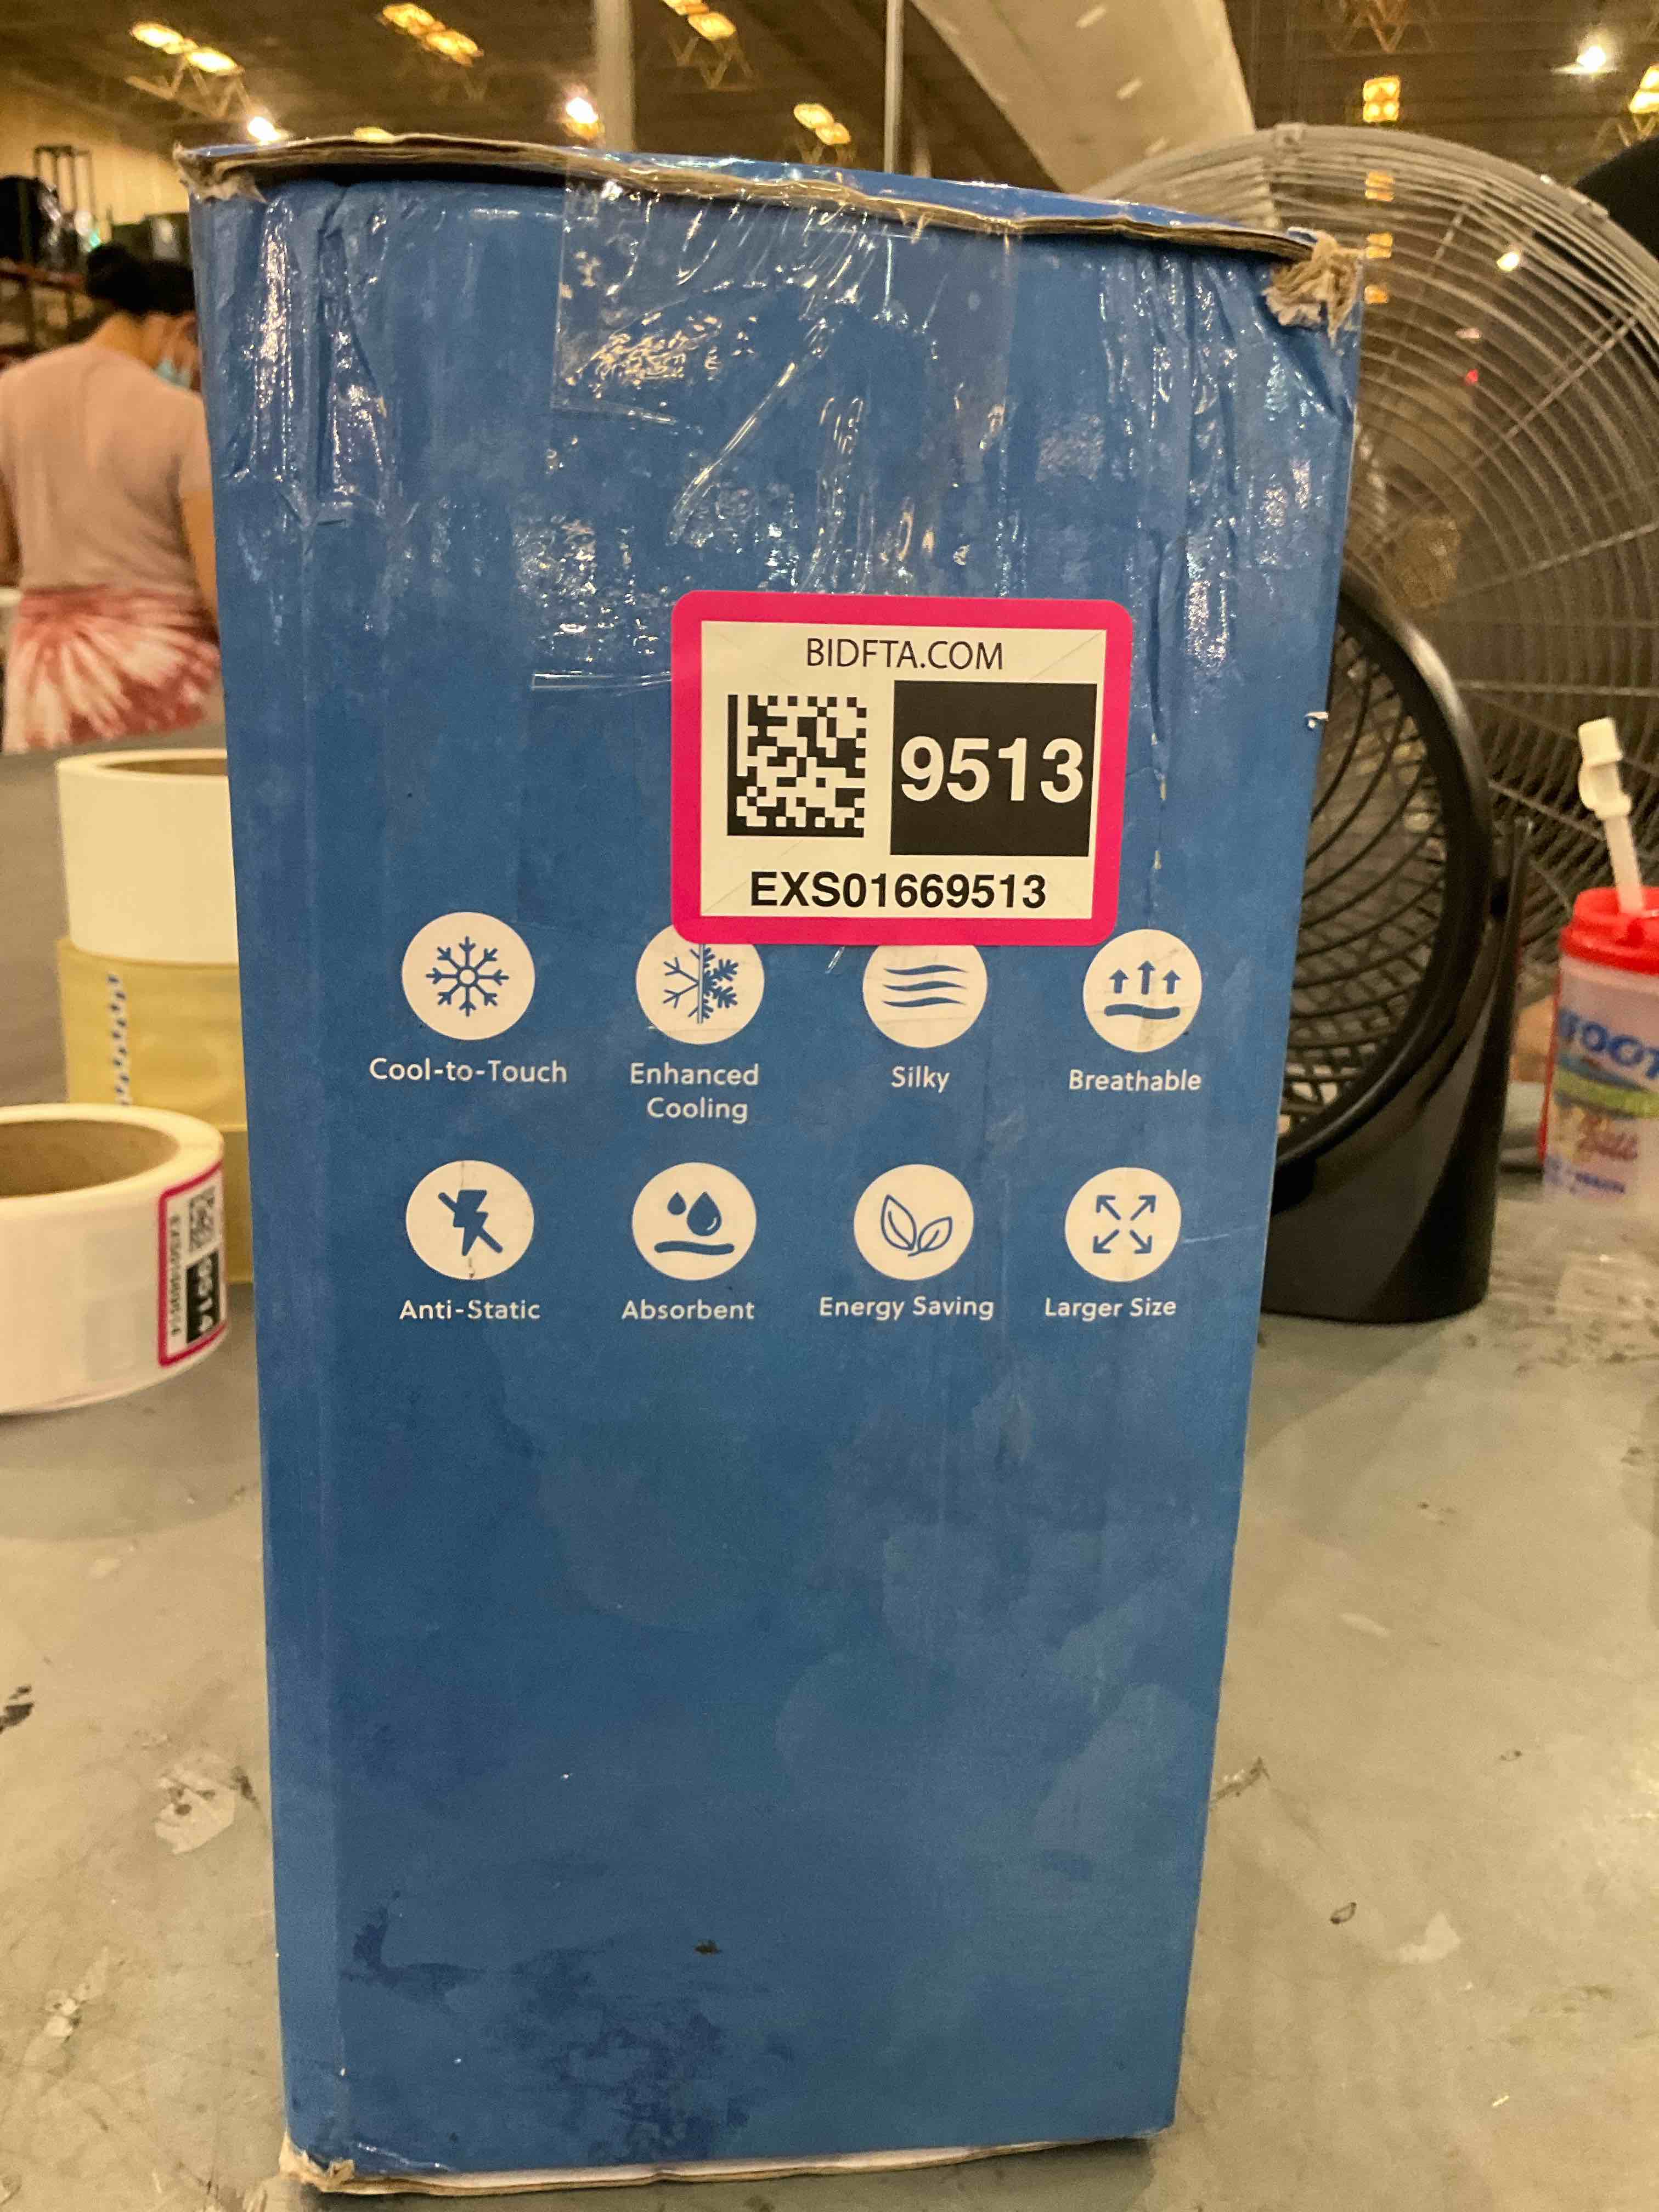 BIDFTA.COM
9513
EXS01669513
Cool-to-Touch
Enhanced
Cooling
Silky
Breathable
Anti-Static
Absorbent
Energy Saving
Larger Size